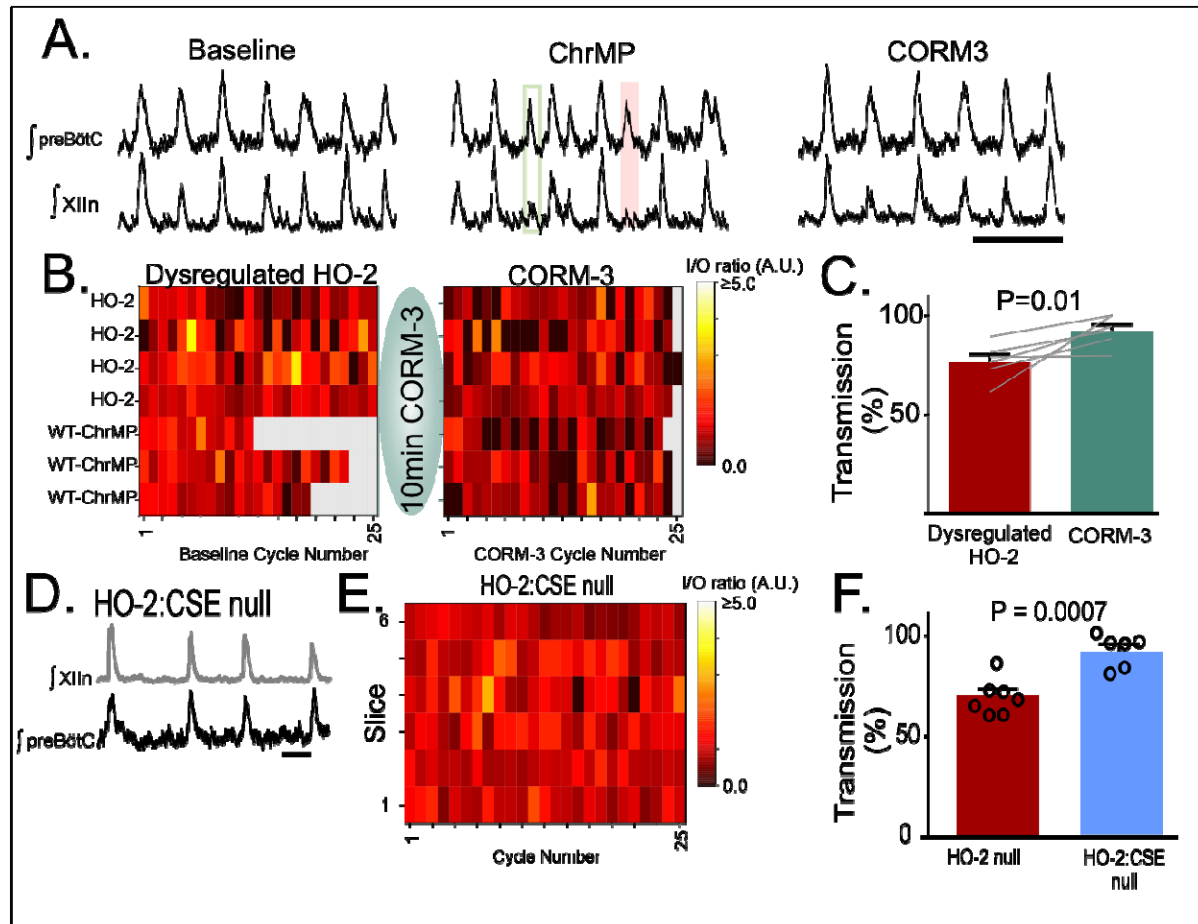 A.
Baseline
ChrMP
CORM3
∫ preBötC
∫ XIIn
B.
Dysregulated HO-2
CORM-3
I/O ratio (A.U.)
≥5.0
0.0
HO-2
HO-2
HO-2
HO-2
WT-ChrMP
WT-ChrMP
WT-ChrMP
10min CORM-3
1
25
Baseline Cycle Number
1
25
CORM-3 Cycle Number
C.
P=0.01
Transmission
(%)
100
50
Dysregulated
HO-2
CORM-3
D.
HO-2:CSE null
∫XIIn
∫preBötC
E.
HO-2:CSE null
I/O ratio (A.U.)
≥5.0
0.0
Slice
6
1
1
25
Cycle Number
F.
P = 0.0007
Transmission
(%)
100
50
0
HO-2 null
HO-2:CSE
null